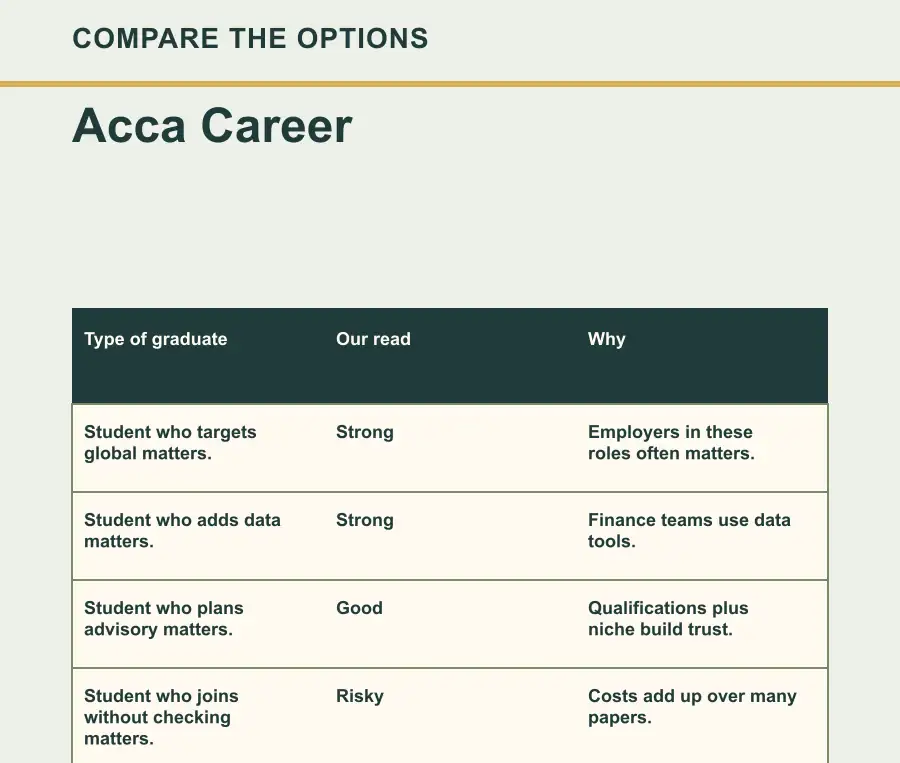 COMPARE THE OPTIONS
Acca Career
Type of graduate
Our read
Why
Student who targets
global matters.
Strong
Employers in these
roles often matters.
Student who adds data
matters.
Strong
Finance teams use data
tools.
Student who plans
advisory matters.
Good
Qualifications plus
niche build trust.
Student who joins
without checking
matters.
Risky
Costs add up over many
papers.